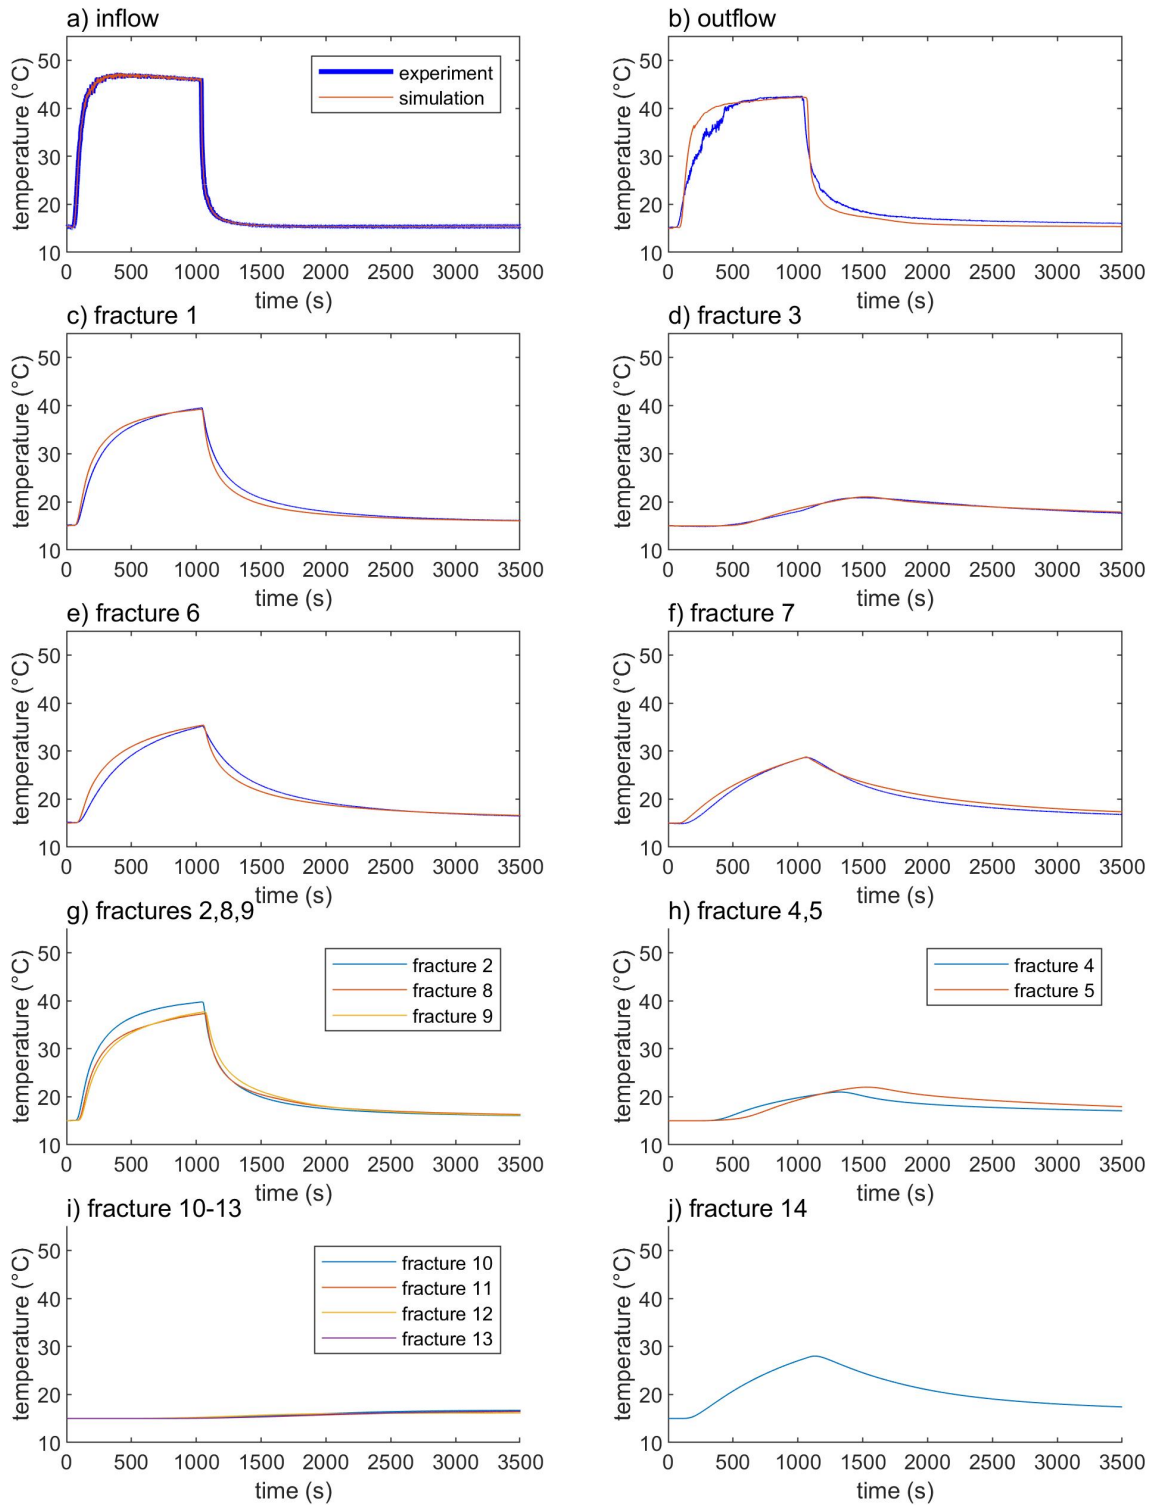 a) inflow
temperature (°C)
50
40
30
20
10
experiment
simulation
0 500 1000 1500 2000 2500 3000 3500
time (s)
b) outflow
temperature (°C)
50
40
30
20
10
0 500 1000 1500 2000 2500 3000 3500
time (s)
c) fracture 1
temperature (°C)
50
40
30
20
10
0 500 1000 1500 2000 2500 3000 3500
time (s)
d) fracture 3
temperature (°C)
50
40
30
20
10
0 500 1000 1500 2000 2500 3000 3500
time (s)
e) fracture 6
temperature (°C)
50
40
30
20
10
0 500 1000 1500 2000 2500 3000 3500
time (s)
f) fracture 7
temperature (°C)
50
40
30
20
10
0 500 1000 1500 2000 2500 3000 3500
time (s)
g) fractures 2,8,9
temperature (°C)
50
40
30
20
10
fracture 2
fracture 8
fracture 9
0 500 1000 1500 2000 2500 3000 3500
time (s)
h) fracture 4,5
temperature (°C)
50
40
30
20
10
fracture 4
fracture 5
0 500 1000 1500 2000 2500 3000 3500
time (s)
i) fracture 10-13
temperature (°C)
50
40
30
20
10
fracture 10
fracture 11
fracture 12
fracture 13
0 500 1000 1500 2000 2500 3000 3500
time (s)
j) fracture 14
temperature (°C)
50
40
30
20
10
0 500 1000 1500 2000 2500 3000 3500
time (s)